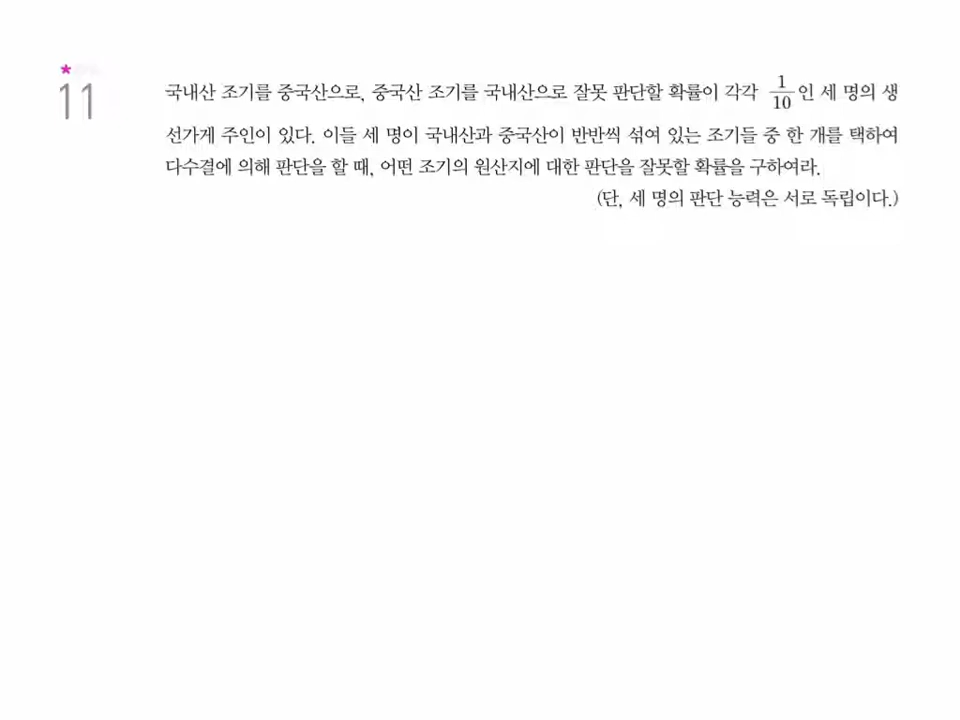 11
국내산 조기를 중국산으로, 중국산 조기를 국내산으로 잘못 판단할 확률이 각각 1/10인 세 명의 생
선가게 주인이 있다. 이들 세 명이 국내산과 중국산이 반반씩 섞여 있는 조기들 중 한 개를 택하여
다수결에 의해 판단을 할 때, 어떤 조기의 원산지에 대한 판단을 잘못할 확률을 구하여라.
(단, 세 명의 판단 능력은 서로 독립이다.)